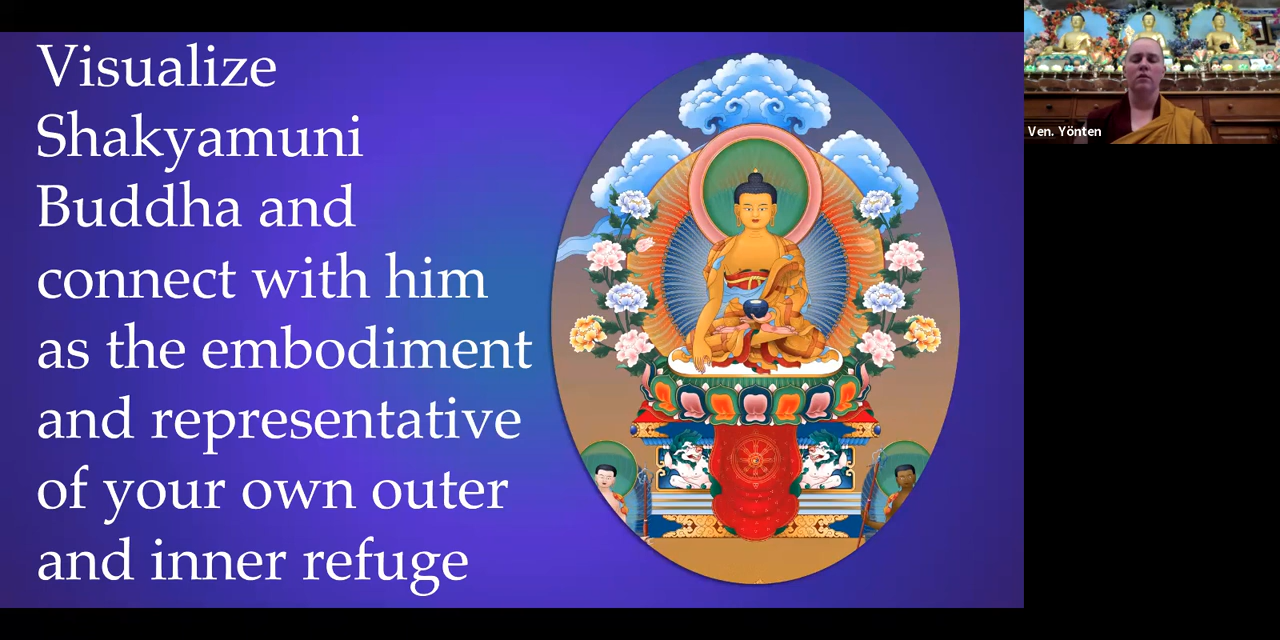 Visualize
Shakyamuni
Buddha and
connect with him
as the embodiment
and representative
of your own outer
and inner refuge
Ven. Yönten